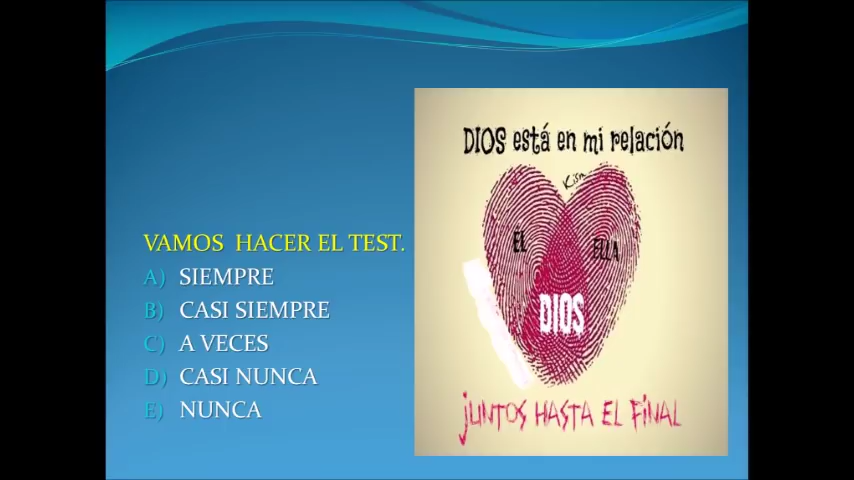 VAMOS HACER EL TEST.
A) SIEMPRE
B) CASI SIEMPRE
C) A VECES
D) CASI NUNCA
E) NUNCA
DIOS está en mi relación
ÉL
ELLA
DIOS
jUNTOS HASTA EL FiNAL